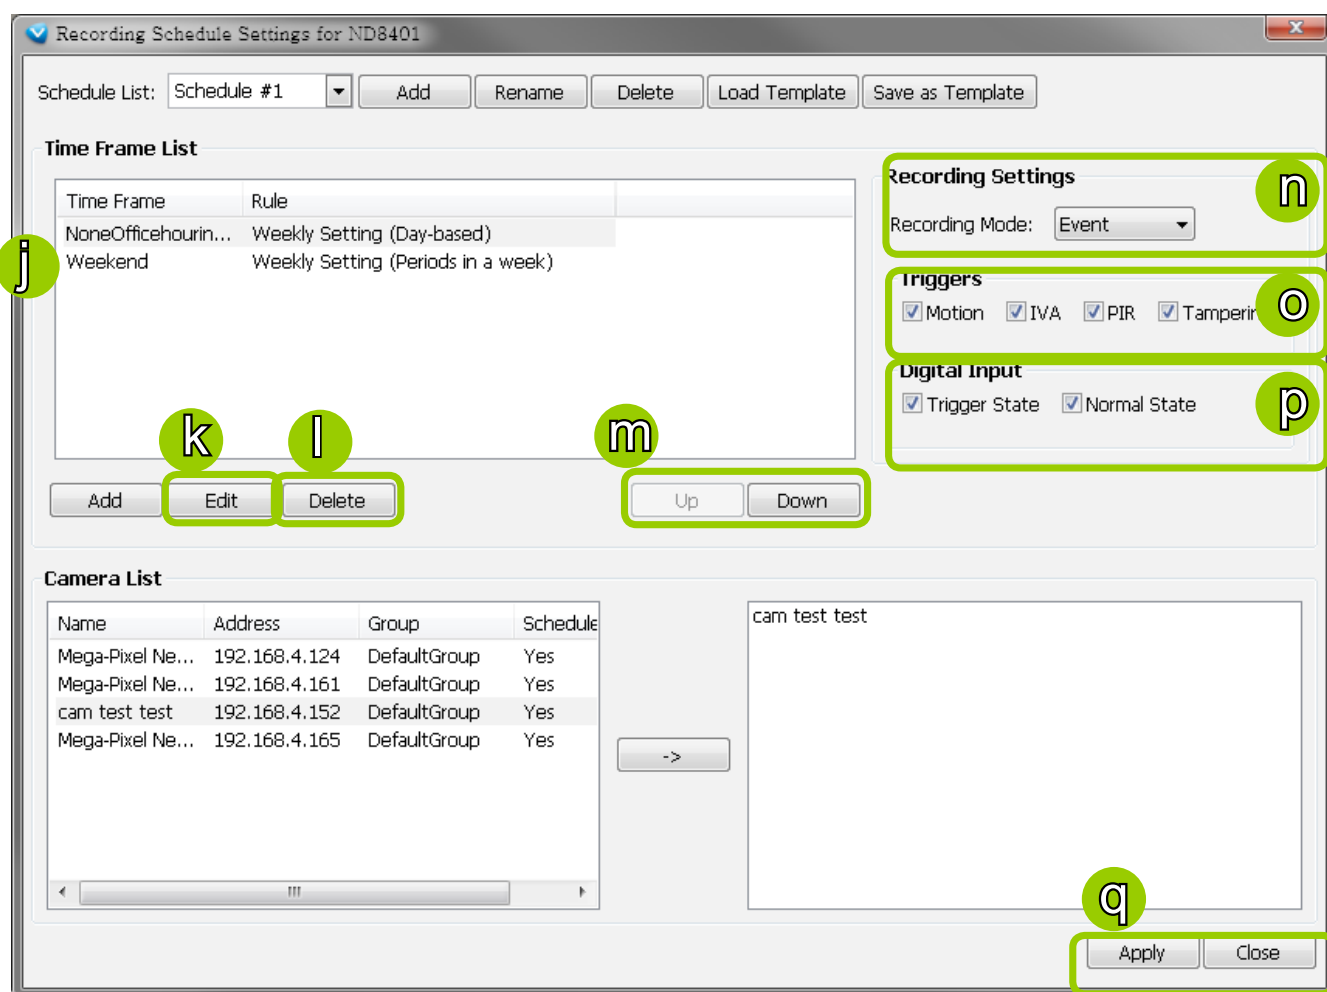 Recording Schedule Settings for ND8401
x
Schedule List: Schedule #1 Add Rename Delete Load Template Save as Template
Time Frame List
Time Frame Rule
NoneOfficehourin... Weekly Setting (Day-based)
Weekend Weekly Setting (Periods in a week)
j
k
l
m
Add Edit Delete Up Down
Recording Settings
n
Recording Mode: Event
Triggers
o
Motion IVA PIR Tamperin
Digital Input
Trigger State Normal State
p
Camera List
Name Address Group Schedule
Mega-Pixel Ne... 192.168.4.124 DefaultGroup Yes
Mega-Pixel Ne... 192.168.4.161 DefaultGroup Yes
cam test test 192.168.4.152 DefaultGroup Yes
Mega-Pixel Ne... 192.168.4.165 DefaultGroup Yes
->
cam test test
q
Apply Close